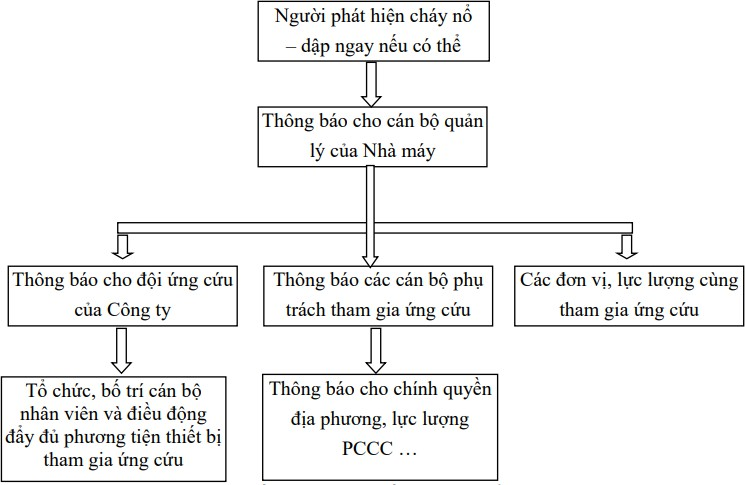 Người phát hiện cháy nổ
– dập ngay nếu có thể
Thông báo cho cán bộ quản
lý của Nhà máy
Thông báo cho đội ứng cứu
của Công ty
Thông báo các cán bộ phụ
trách tham gia ứng cứu
Các đơn vị, lực lượng cùng
tham gia ứng cứu
Tổ chức, bố trí cán bộ
nhân viên và điều động
đẩy đủ phương tiện thiết bị
tham gia ứng cứu
Thông báo cho chính quyền
địa phương, lực lượng
PCCC …